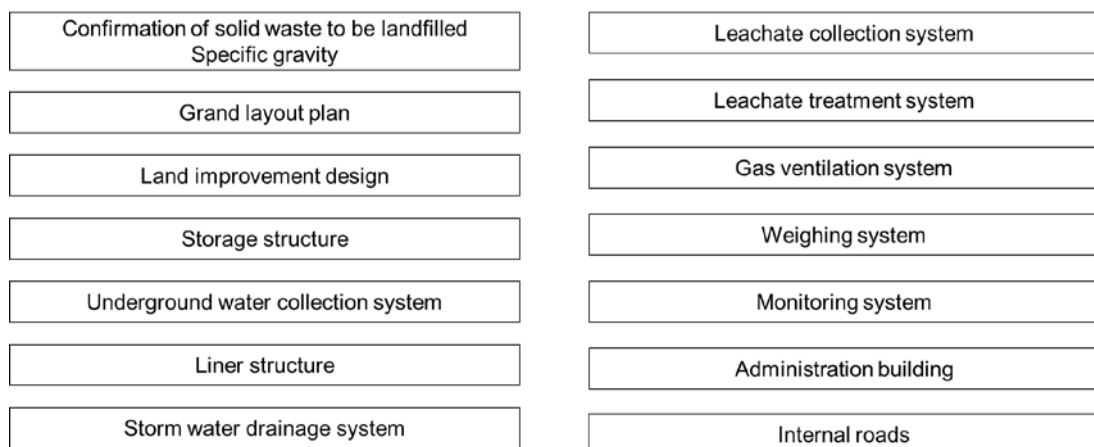 Confirmation of solid waste to be landfilled
Specific gravity
Grand layout plan
Land improvement design
Storage structure
Underground water collection system
Liner structure
Storm water drainage system
Leachate collection system
Leachate treatment system
Gas ventilation system
Weighing system
Monitoring system
Administration building
Internal roads